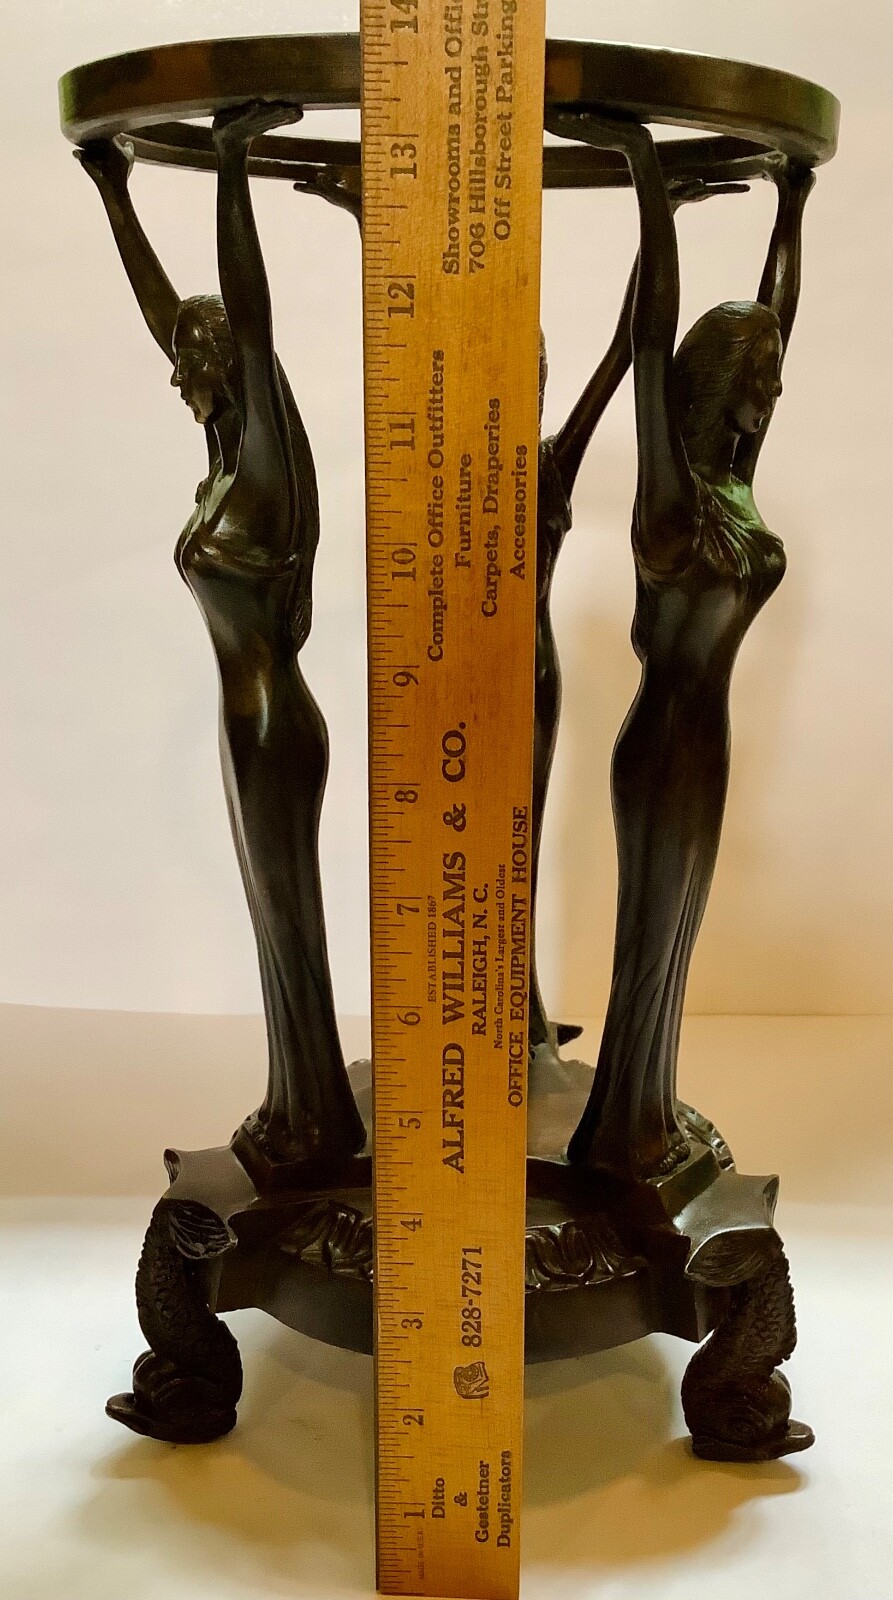 Showrooms and Offic
706 Hillsborough Str
Off Street Parking
Complete Office Outfitters
Furniture
Carpets, Draperies
Accessories
ESTABLISHED 1867
ALFRED WILLIAMS & CO.
RALEIGH, N. C.
North Carolina's Largest and Oldest
OFFICE EQUIPMENT HOUSE
828-7271
Ditto
&
Gestetner
Duplicators
MADE IN U.S.A.
14
13
12
11
10
9
8
7
6
5
4
3
2
1